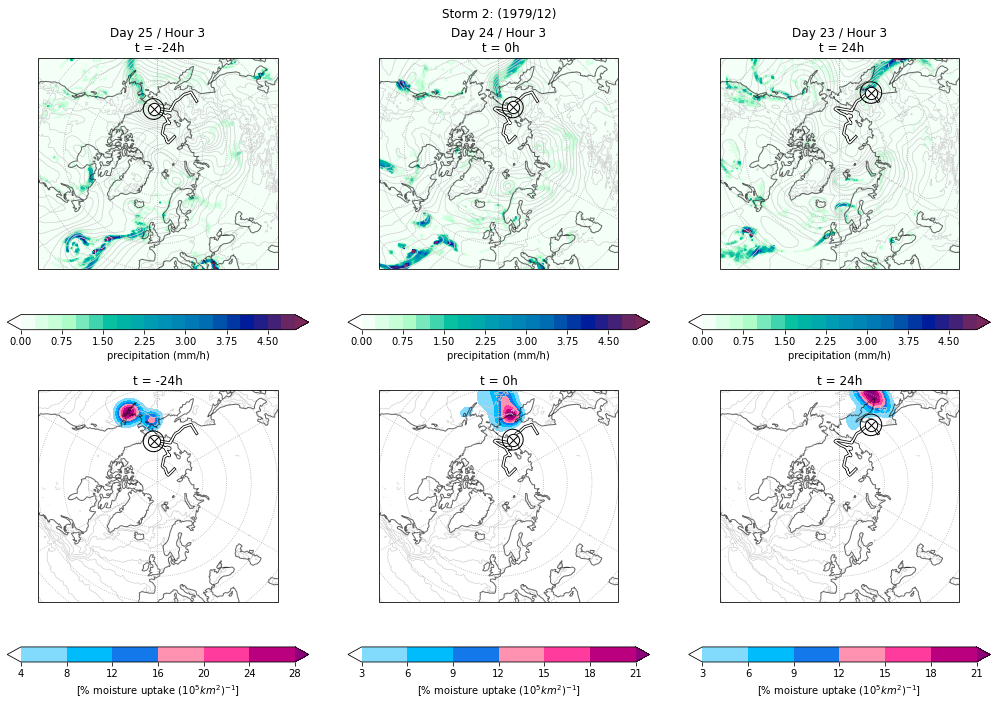 Storm 2: (1979/12)
Day 25 / Hour 3
t = -24h
Day 24 / Hour 3
t = 0h
Day 23 / Hour 3
t = 24h
0.00 0.75 1.50 2.25 3.00 3.75 4.50
precipitation (mm/h)
0.00 0.75 1.50 2.25 3.00 3.75 4.50
precipitation (mm/h)
0.00 0.75 1.50 2.25 3.00 3.75 4.50
precipitation (mm/h)
t = -24h
t = 0h
t = 24h
4 8 12 16 20 24 28
[% moisture uptake (10⁵km²)⁻¹]
3 6 9 12 15 18 21
[% moisture uptake (10⁵km²)⁻¹]
3 6 9 12 15 18 21
[% moisture uptake (10⁵km²)⁻¹]